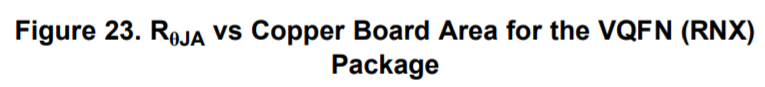 Figure 23. RθJA vs Copper Board Area for the VQFN (RNX)
Package